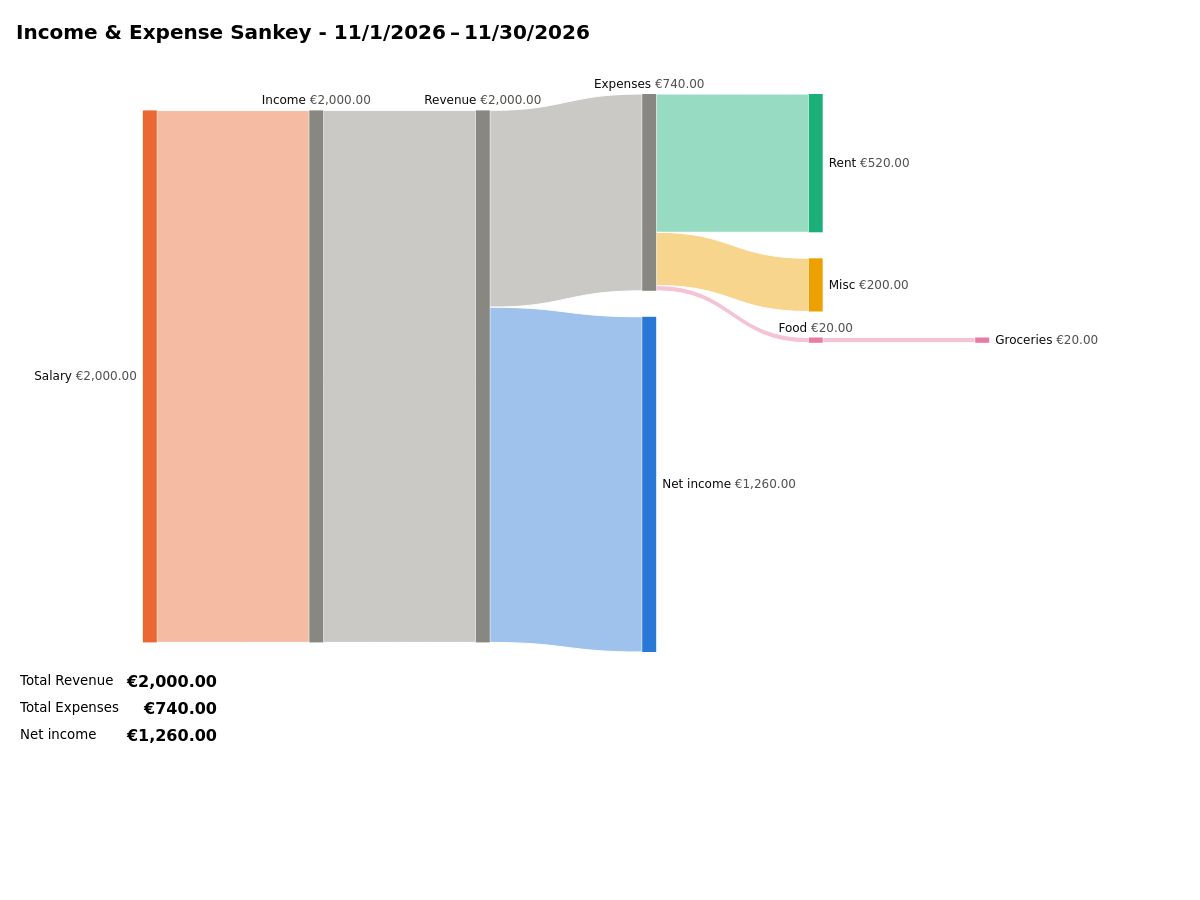 Income & Expense Sankey - 11/1/2026 – 11/30/2026
Expenses €740.00
Income €2,000.00
Revenue €2,000.00
Rent €520.00
Misc €200.00
Food €20.00
Groceries €20.00
Salary €2,000.00
Net income €1,260.00
Total Revenue €2,000.00
Total Expenses €740.00
Net income €1,260.00